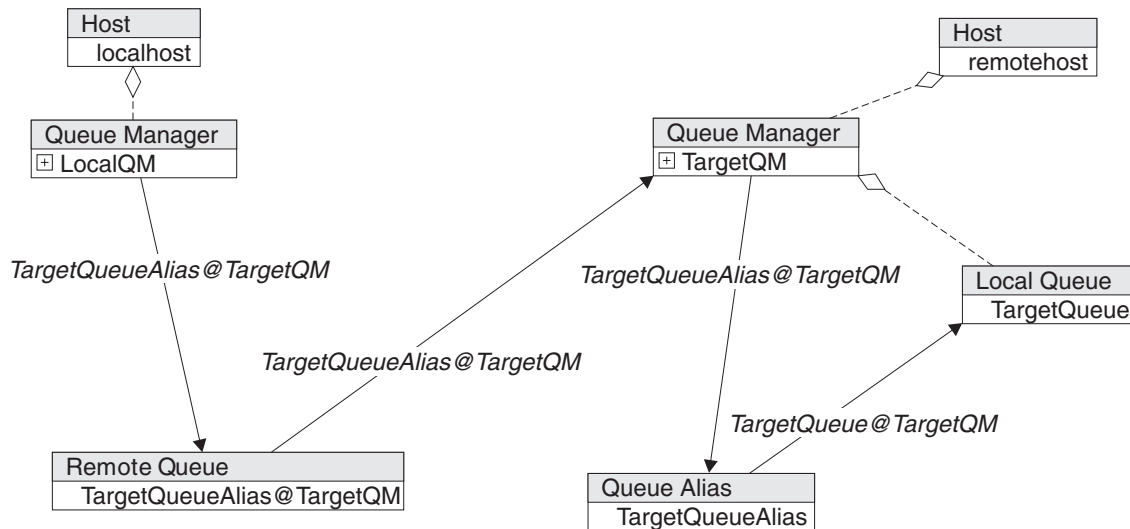 Host
localhost
Host
remotehost
Queue Manager
LocalQM
Queue Manager
TargetQM
TargetQueueAlias@TargetQM
TargetQueueAlias@TargetQM
Local Queue
TargetQueue
TargetQueueAlias@TargetQM
TargetQueue@TargetQM
Remote Queue
TargetQueueAlias@TargetQM
Queue Alias
TargetQueueAlias